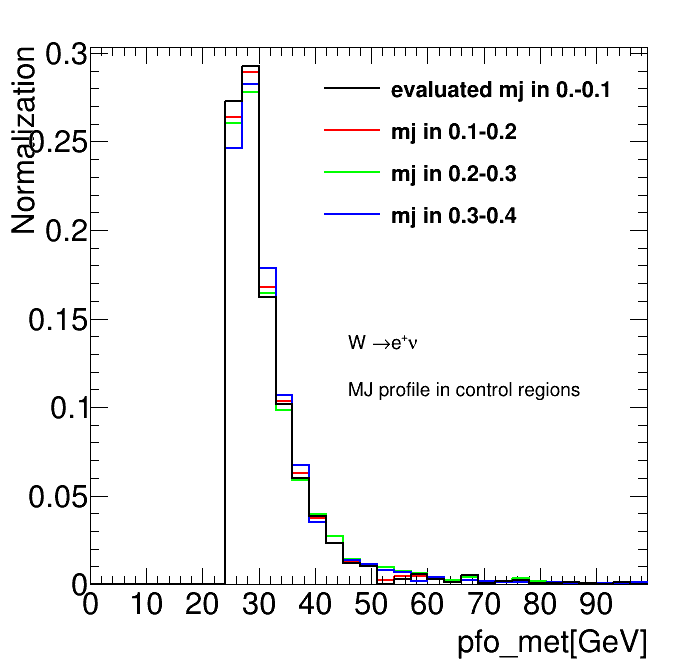 Normalization
0.3
0.25
0.2
0.15
0.1
0.05
0
evaluated mj in 0.-0.1
mj in 0.1-0.2
mj in 0.2-0.3
mj in 0.3-0.4
W →e⁺ν
MJ profile in control regions
0 10 20 30 40 50 60 70 80 90
pfo_met[GeV]